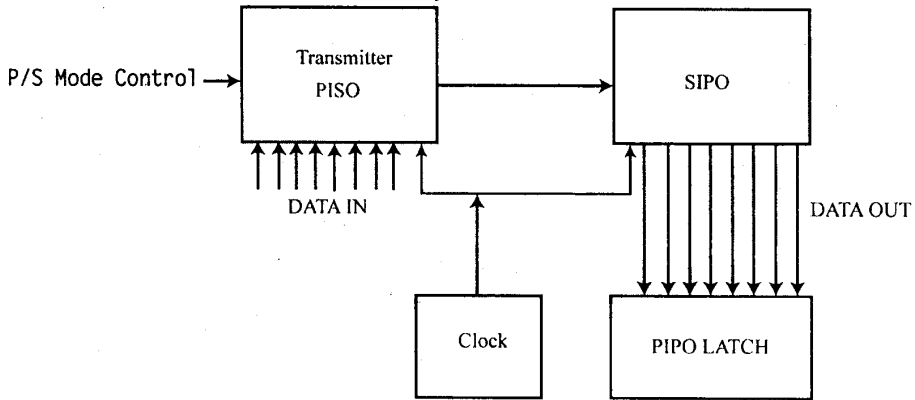 Transmitter
PISO
P/S Mode Control
SIPO
DATA IN
DATA OUT
Clock
PIPO LATCH